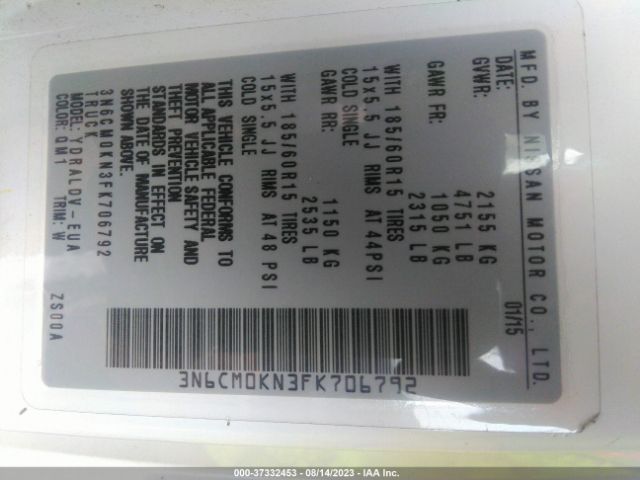 MFD. BY NISSAN MOTOR CO., LTD.
DATE: 01/15
GVWR: 2155 KG
4751 LB
GAWR FR: 1050 KG
2315 LB
WITH 185/60R15 TIRES
15x5.5 JJ RIMS AT 44PSI
COLD SINGLE
GAWR RR: 1150 KG
2535 LB
WITH 185/60R15 TIRES
15x5.5 JJ RIMS AT 48 PSI
COLD SINGLE
THIS VEHICLE CONFORMS TO
ALL APPLICABLE FEDERAL
MOTOR VEHICLE SAFETY AND
THEFT PREVENTION
STANDARDS IN EFFECT ON
THE DATE OF MANUFACTURE
SHOWN ABOVE.
3N6CM0KN3FK706792
TRUCK
YDRALDV-EUA
COLOR: QM1 TRIM: W ZS00A
3N6CM0KN3FK706792
000-37332453 - 08/14/2023 - IAA Inc.